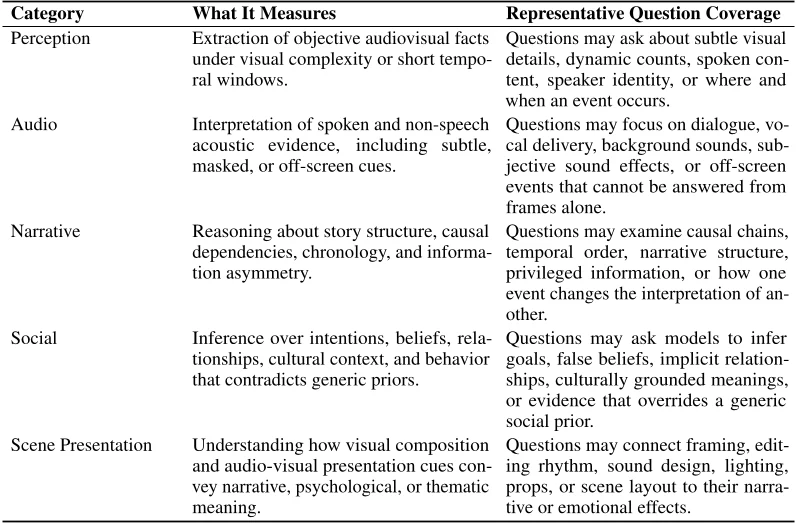 Category What It Measures Representative Question Coverage
Perception Extraction of objective audiovisual facts Questions may ask about subtle visual
under visual complexity or short tempo- details, dynamic counts, spoken con-
ral windows. tent, speaker identity, or where and
when an event occurs.
Audio Interpretation of spoken and non-speech Questions may focus on dialogue, vo-
acoustic evidence, including subtle, cal delivery, background sounds, sub-
masked, or off-screen cues. jective sound effects, or off-screen
events that cannot be answered from
frames alone.
Narrative Reasoning about story structure, causal Questions may examine causal chains,
dependencies, chronology, and informa- temporal order, narrative structure,
tion asymmetry. privileged information, or how one
event changes the interpretation of an-
other.
Social Inference over intentions, beliefs, rela- Questions may ask models to infer
tionships, cultural context, and behavior goals, false beliefs, implicit relation-
that contradicts generic priors. ships, culturally grounded meanings,
or evidence that overrides a generic
social prior.
Scene Presentation Understanding how visual composition Questions may connect framing, edit-
and audio-visual presentation cues con- ing rhythm, sound design, lighting,
vey narrative, psychological, or thematic props, or scene layout to their narra-
meaning. tive or emotional effects.